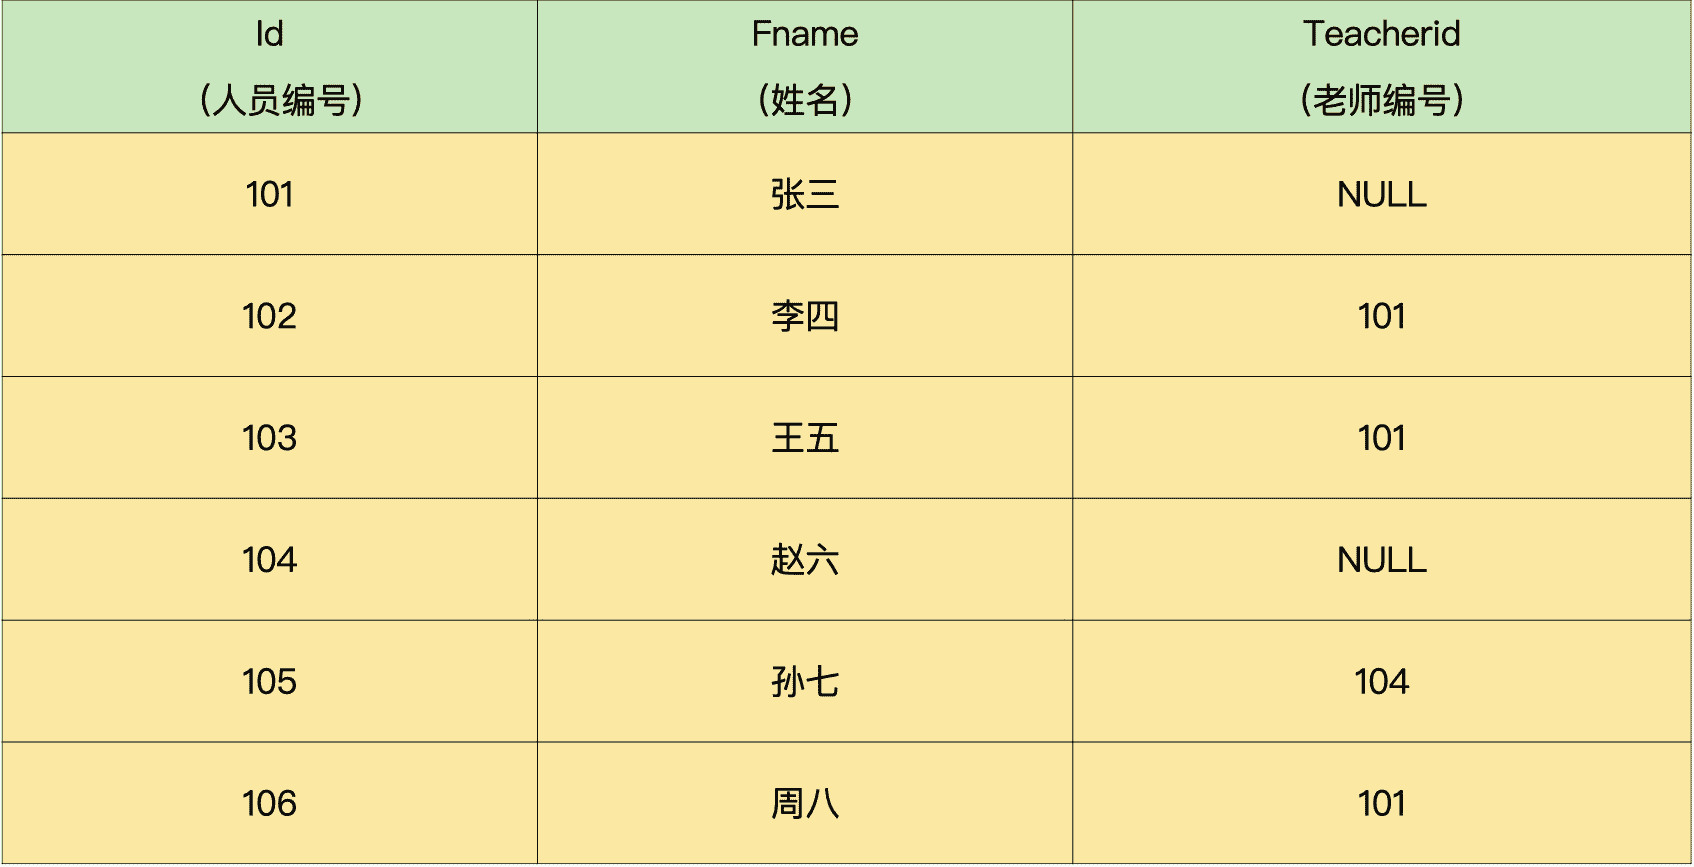 Id Fname Teacherid
（人员编号） （姓名） （老师编号）
101 张三 NULL
102 李四 101
103 王五 101
104 赵六 NULL
105 孙七 104
106 周八 101